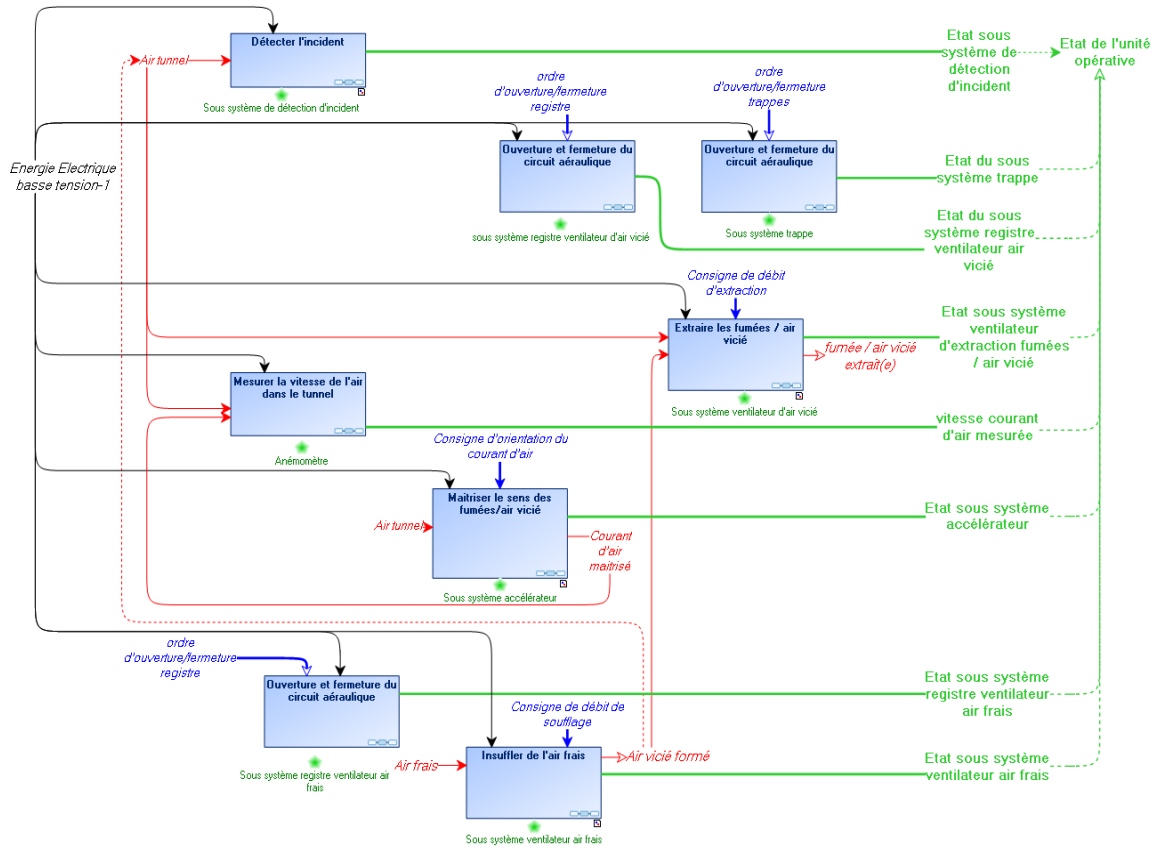 Détecter l'incident
Air tunnel
Sous système de détection d'incident
Etat sous
système de
détection
d'incident
Etat de l'unité
opérative
ordre
d'ouverture/fermeture
registre
ordre
d'ouverture/fermeture
trappes
Energie Electrique
basse tension-1
Ouverture et fermeture du
circuit aéraulique
sous système registre ventilateur d'air vicié
Ouverture et fermeture du
circuit aéraulique
Sous système trappe
Etat du sous
système trappe
Etat du sous
système registre
ventilateur air
vicié
Consigne de débit
d'extraction
Extraire les fumées / air
vicié
Sous système ventilateur d'air vicié
fumée / air vicié
extrait(e)
Etat sous système
ventilateur
d'extraction fumées
/ air vicié
Mesurer la vitesse de l'air
dans le tunnel
Anémomètre
vitesse courant
d'air mesurée
Consigne d'orientation du
courant d'air
Maitriser le sens des
fumées/air vicié
Air tunnel
Sous système accélérateur
Courant
d'air
maitrisé
Etat sous système
accélérateur
ordre
d'ouverture/fermeture
registre
Ouverture et fermeture du
circuit aéraulique
Sous système registre ventilateur air
frais
Etat sous système
registre ventilateur
air frais
Consigne de débit de
soufflage
Air frais
Insuffler de l'air frais
Sous système ventilateur air frais
Air vicié formé
Etat sous système
ventilateur air frais